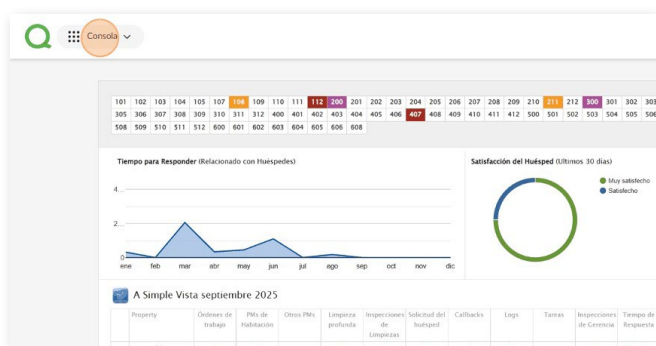 Consola
101 102 103 104 105 107 108 109 110 111 112 200 201 202 203 204 205 206 207 208 209 210 211 212 300 301 302 303
305 306 307 308 309 310 311 312 400 401 402 403 404 405 406 407 408 409 410 411 412 500 501 502 503 504 505 506
508 509 510 511 512 600 601 602 603 604 605 606 608
Tiempo para Responder (Relacionado con Huéspedes)
Satisfacción del Huésped (Ultimos 30 días)
4...
2...
0
ene feb mar abr may jun jul ago sep oct nov dic
Muy satisfecho
Satisfecho
A Simple Vista septiembre 2025
Property Órdenes de PMs de Otros PMs Limpieza Inspecciones Solicitud del Callbacks Logs Tareas Inspecciones Tiempo de
trabajo Habitación profunda de huésped de Gerencia Respuesta
Limpiezas